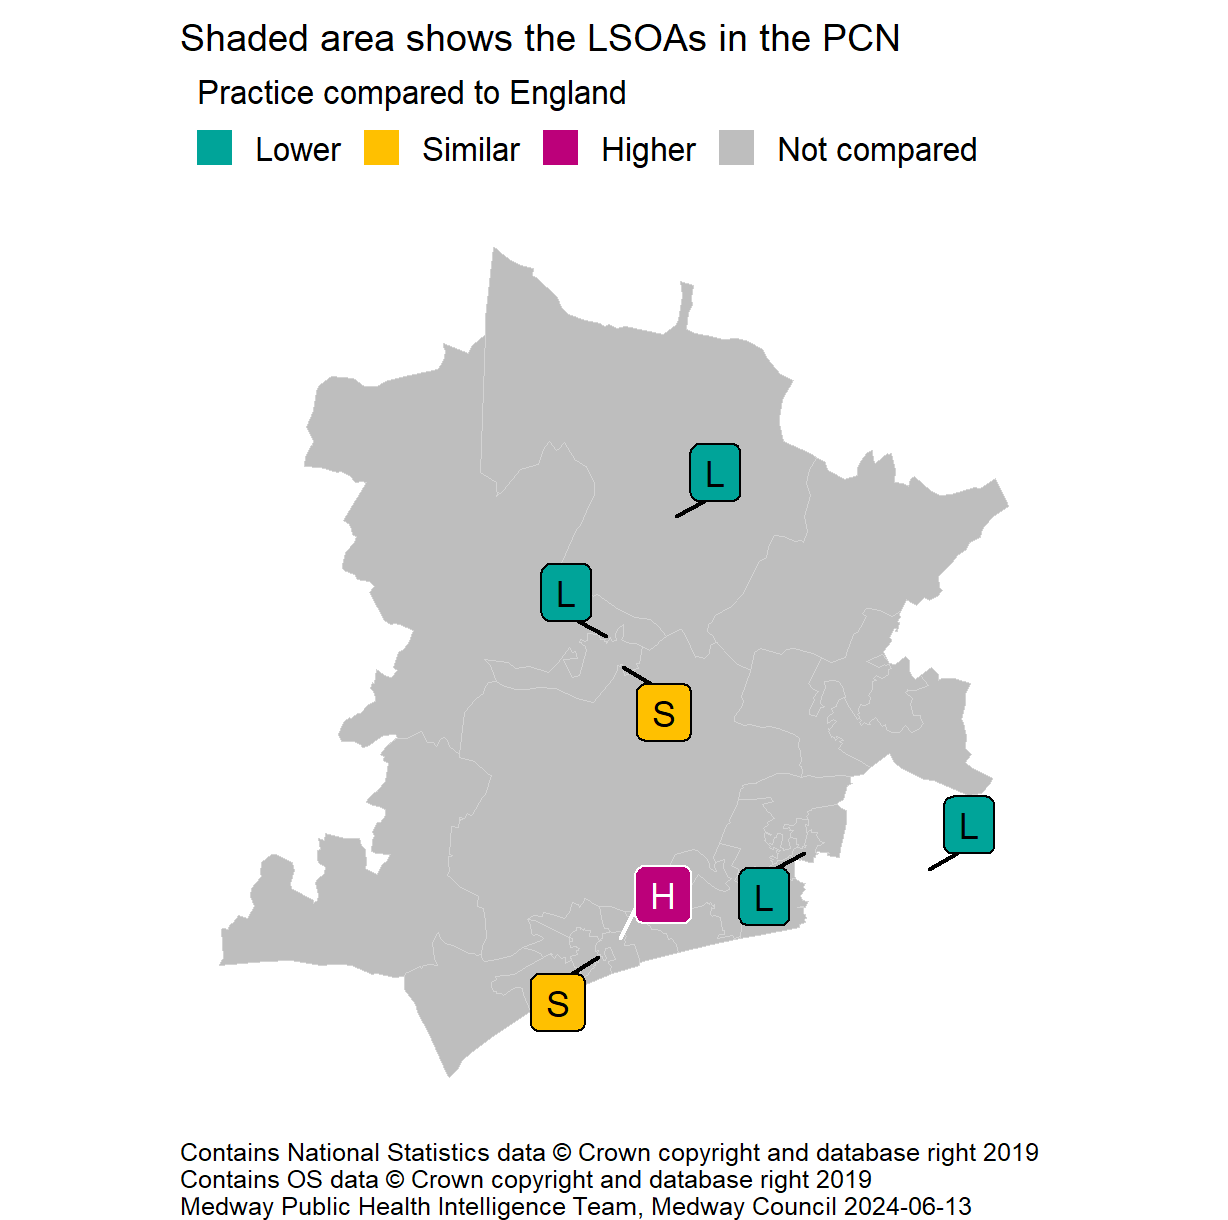 Shaded area shows the LSOAs in the PCN
Practice compared to England
Lower Similar Higher Not compared
L
L
S
L
H
L
S
Contains National Statistics data © Crown copyright and database right 2019
Contains OS data © Crown copyright and database right 2019
Medway Public Health Intelligence Team, Medway Council 2024-06-13